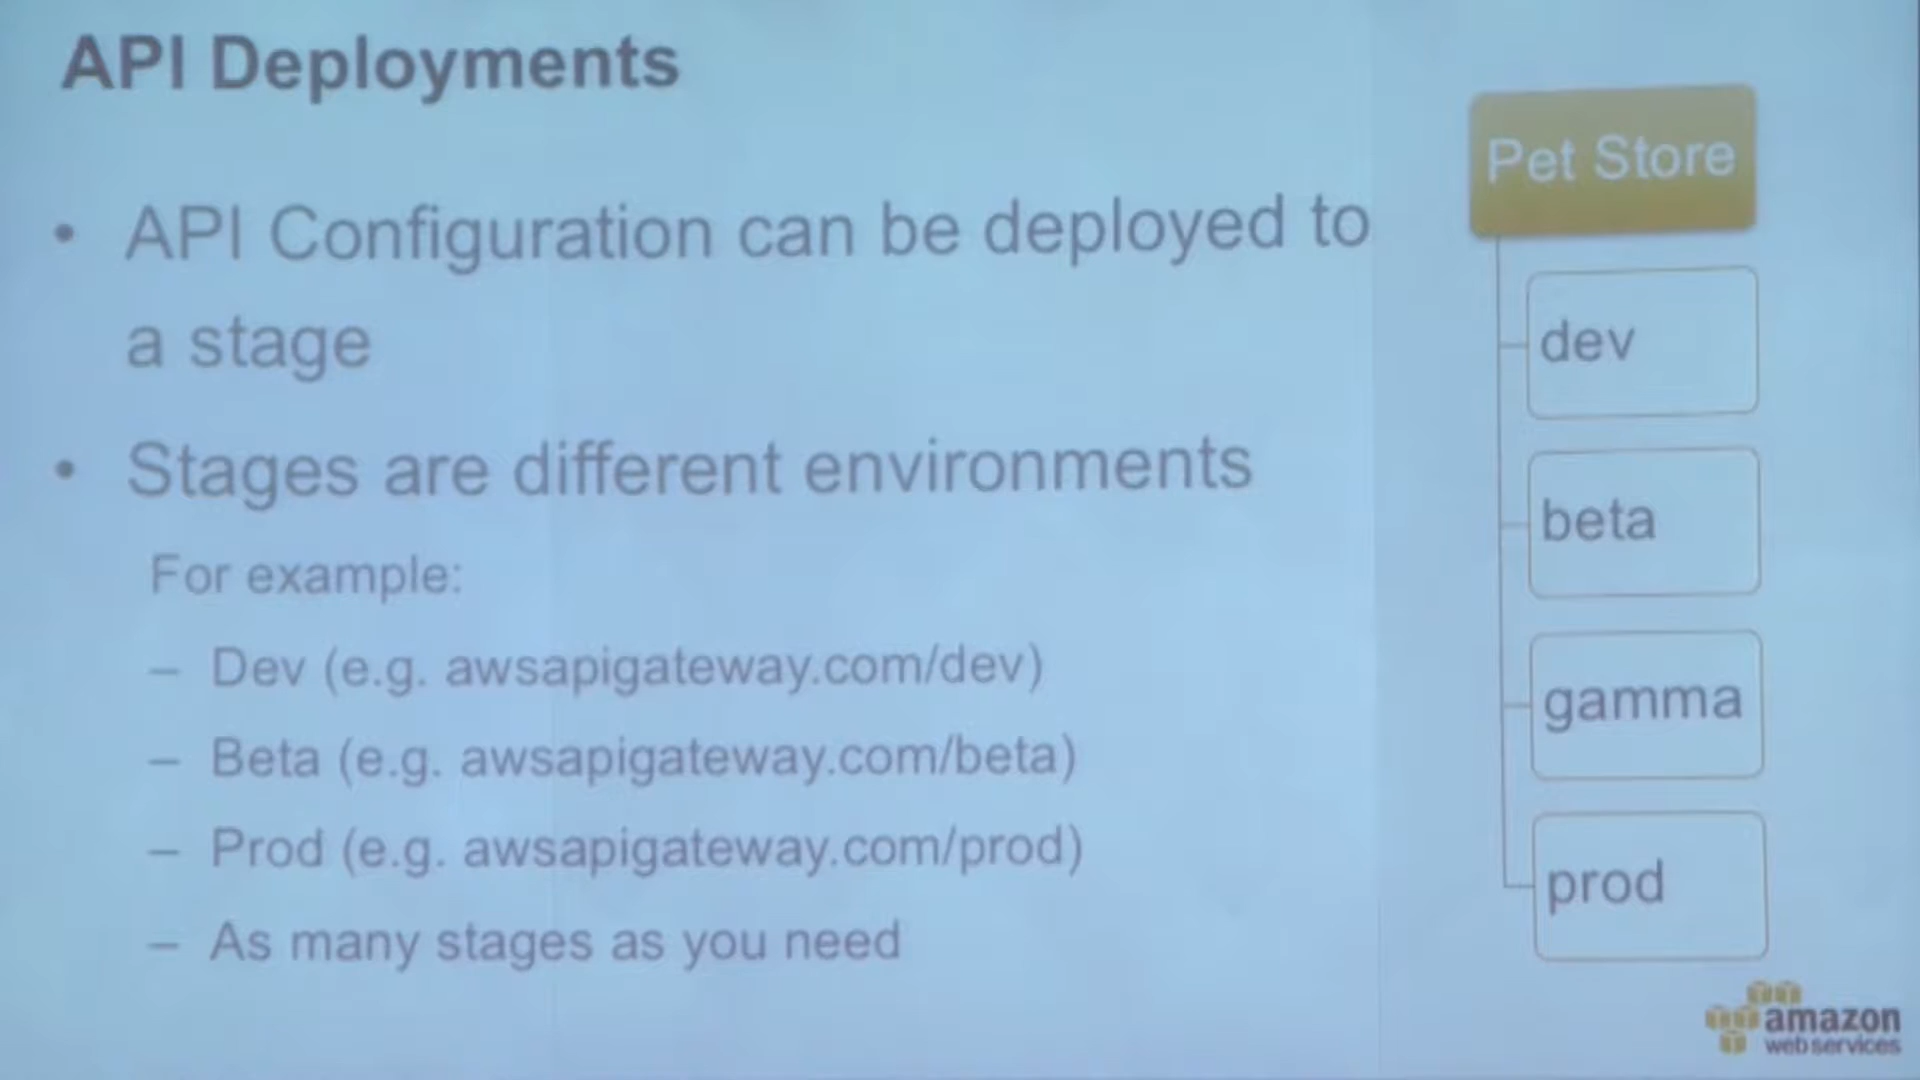 API Deployments
• API Configuration can be deployed to
a stage
• Stages are different environments
For example:
– Dev (e.g. awsapigateway.com/dev)
– Beta (e.g. awsapigateway.com/beta)
– Prod (e.g. awsapigateway.com/prod)
– As many stages as you need
Pet Store
dev
beta
gamma
prod
amazon
web services